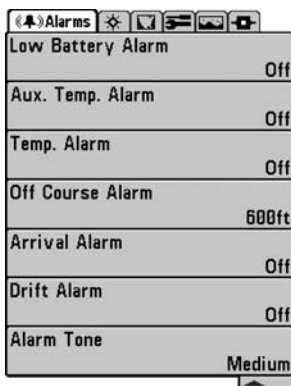 Alarms
Low Battery Alarm
Off
Aux. Temp. Alarm
Off
Temp. Alarm
Off
Off Course Alarm
600ft
Arrival Alarm
Off
Drift Alarm
Off
Alarm Tone
Medium